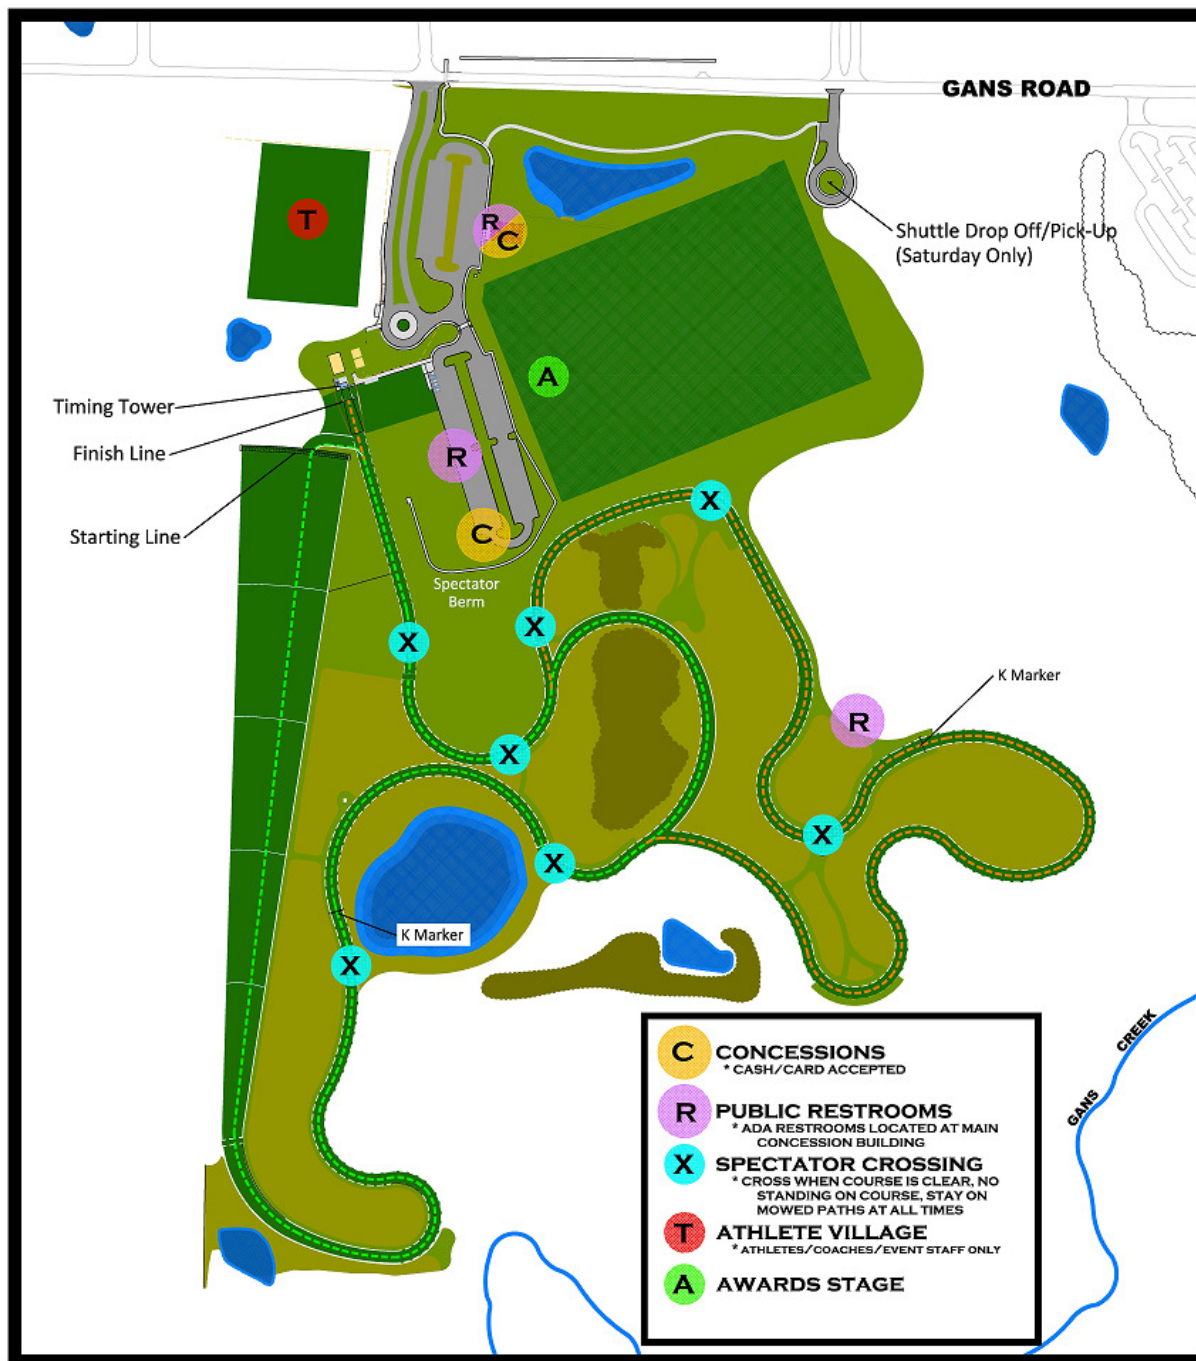 GANS ROAD
T
R
C
Shuttle Drop Off/Pick-Up
(Saturday Only)
A
Timing Tower
Finish Line
R
Starting Line
C
X
Spectator
Berm
X
X
K Marker
R
X
X
X
K Marker
X
GANS CREEK
C CONCESSIONS
* CASH/CARD ACCEPTED
R PUBLIC RESTROOMS
* ADA RESTROOMS LOCATED AT MAIN
CONCESSION BUILDING
X SPECTATOR CROSSING
* CROSS WHEN COURSE IS CLEAR, NO
STANDING ON COURSE, STAY ON
MOWED PATHS AT ALL TIMES
T ATHLETE VILLAGE
* ATHLETES/COACHES/EVENT STAFF ONLY
A AWARDS STAGE